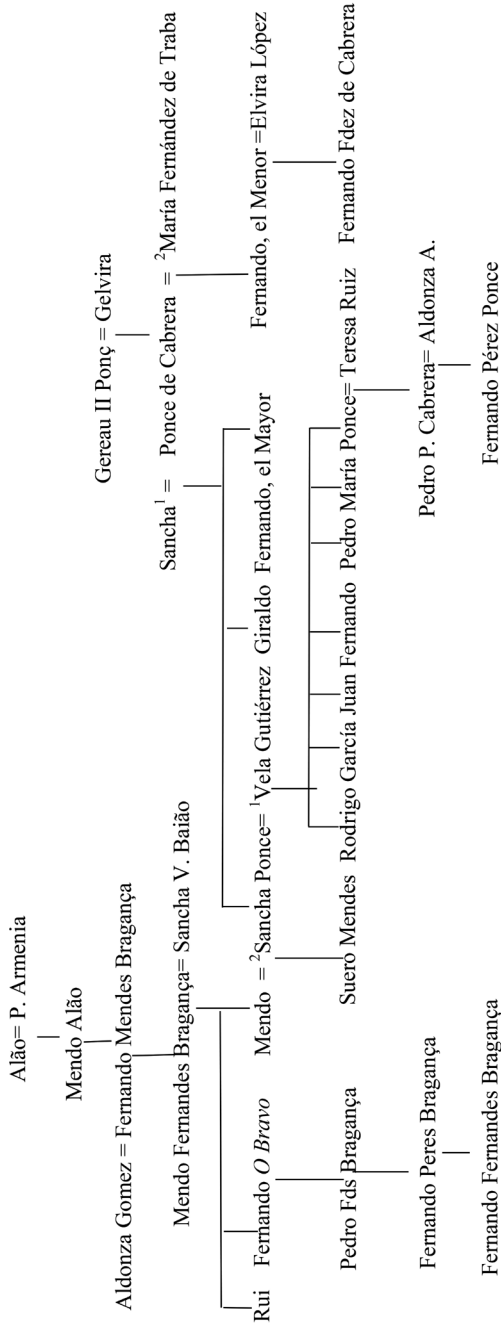 Alão= P. Armenia
Mendo Alão
Gereau II Ponç = Gelvira
Aldonza Gomez = Fernando Mendes Bragança
Mendo Fernandes Bragança= Sancha V. Baião
Sancha¹ = Ponce de Cabrera = ²María Fernández de Traba
Rui Fernando O Bravo Mendo = ²Sancha Ponce= ¹Vela Gutiérrez Giraldo Fernando, el Mayor Fernando, el Menor =Elvira López
Pedro Fds Bragança Suero Mendes Rodrigo García Juan Fernando Pedro María Ponce= Teresa Ruiz Fernando Fdez de Cabrera
Fernando Peres Bragança Pedro P. Cabrera= Aldonza A.
Fernando Fernandes Bragança Fernando Pérez Ponce